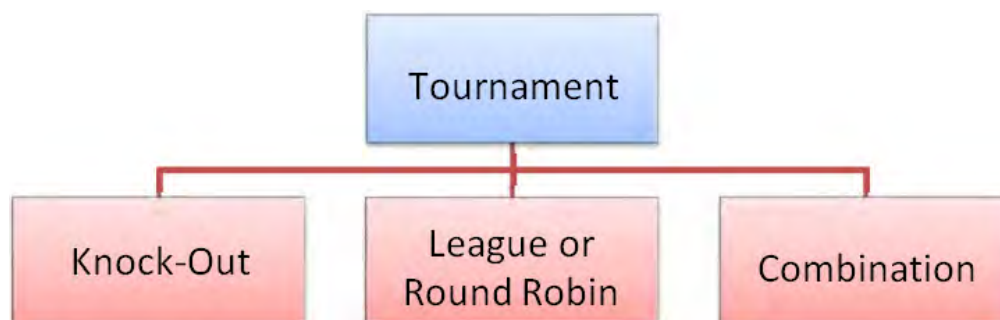 Tournament
Knock-Out
League or
Round Robin
Combination